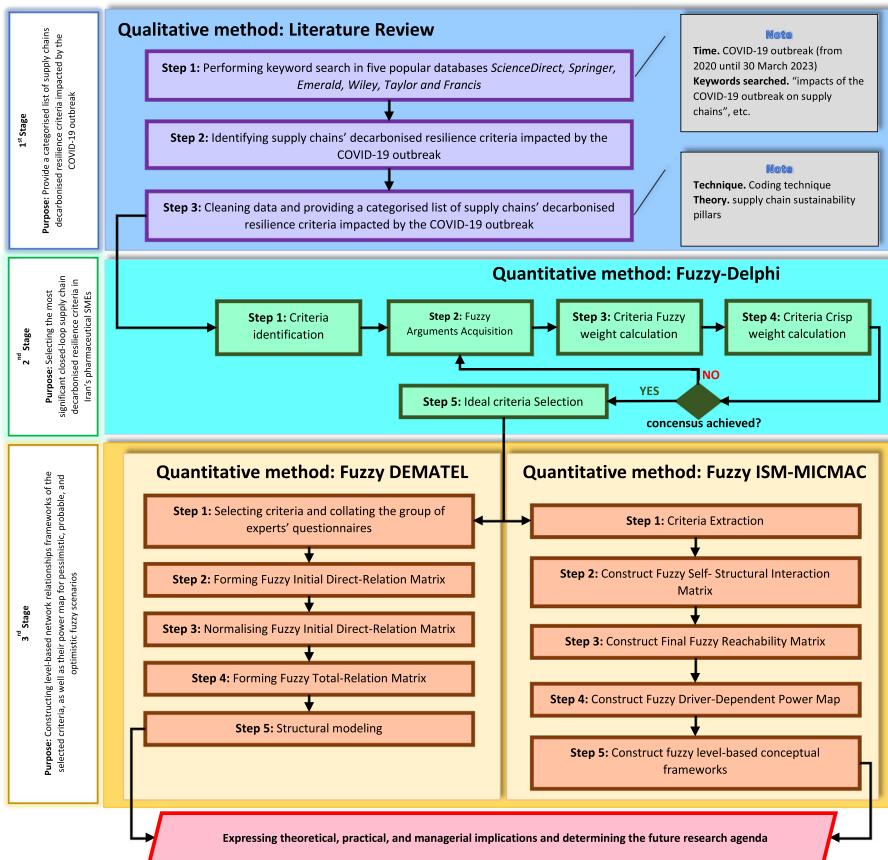 1st Stage
Purpose: Provide a categorised list of supply chains
decarbonised resilience criteria impacted by the
COVID-19 outbreak
Qualitative method: Literature Review
Step 1: Performing keyword search in five popular databases ScienceDirect, Springer,
Emerald, Wiley, Taylor and Francis
Step 2: Identifying supply chains' decarbonised resilience criteria impacted by the
COVID-19 outbreak
Step 3: Cleaning data and providing a categorised list of supply chains' decarbonised
resilience criteria impacted by the COVID-19 outbreak
Note
Time. COVID-19 outbreak (from
2020 until 30 March 2023)
Keywords searched. "impacts of the
COVID-19 outbreak on supply
chains", etc.
Note
Technique. Coding technique
Theory. supply chain sustainability
pillars
2nd Stage
Purpose: Selecting the most
significant closed-loop supply chain
decarbonised resilience criteria in
Iran's pharmaceutical SMEs
Quantitative method: Fuzzy-Delphi
Step 1: Criteria
identification
Step 2: Fuzzy
Arguments Acquisition
Step 3: Criteria Fuzzy
weight calculation
Step 4: Criteria Crisp
weight calculation
NO
YES
Step 5: Ideal criteria Selection
concensus achieved?
3rd Stage
Purpose: Constructing level-based network relationships frameworks of the
selected criteria, as well as their power map for pessimistic, probable, and
optimistic fuzzy scenarios
Quantitative method: Fuzzy DEMATEL
Step 1: Selecting criteria and collating the group of
experts' questionnaires
Step 2: Forming Fuzzy Initial Direct-Relation Matrix
Step 3: Normalising Fuzzy Initial Direct-Relation Matrix
Step 4: Forming Fuzzy Total-Relation Matrix
Step 5: Structural modeling
Quantitative method: Fuzzy ISM-MICMAC
Step 1: Criteria Extraction
Step 2: Construct Fuzzy Self- Structural Interaction
Matrix
Step 3: Construct Final Fuzzy Reachability Matrix
Step 4: Construct Fuzzy Driver-Dependent Power Map
Step 5: Construct fuzzy level-based conceptual
frameworks
Expressing theoretical, practical, and managerial implications and determining the future research agenda